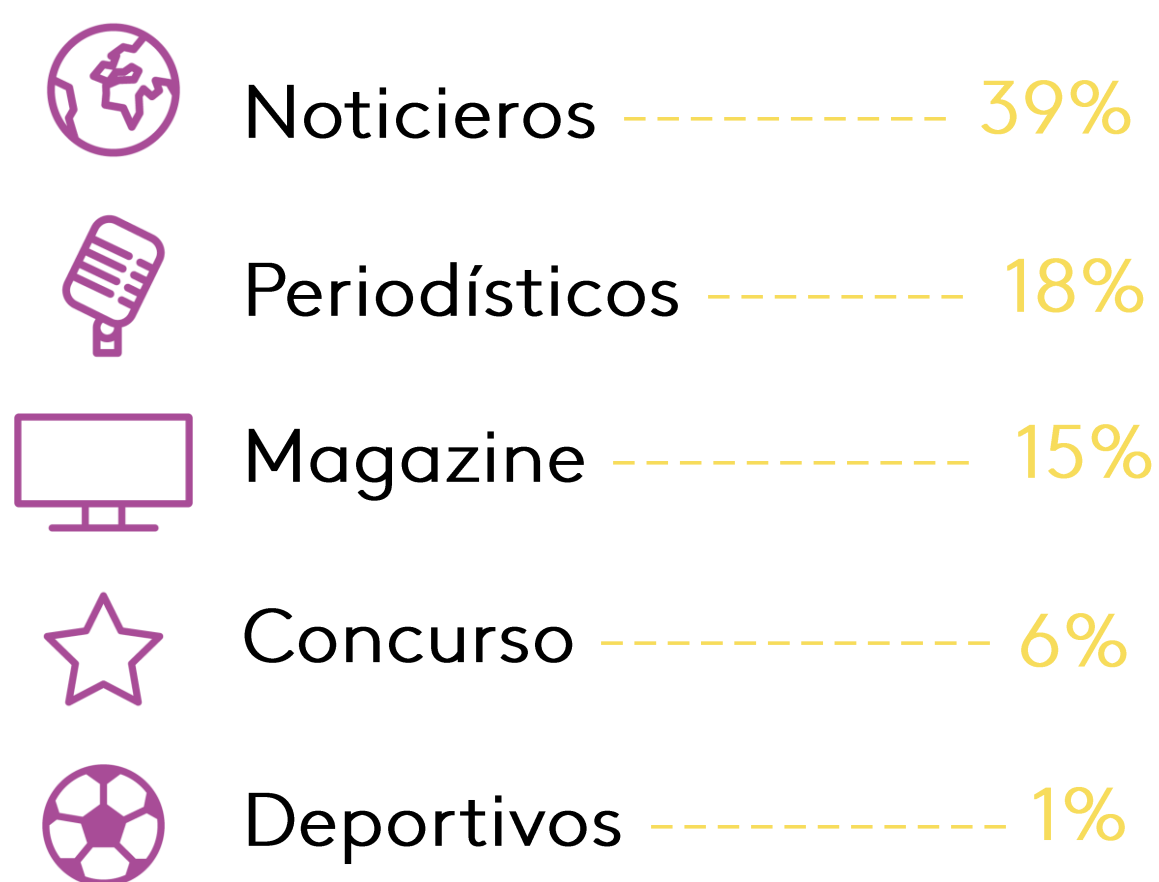 Noticieros ---------- 39%
Periodísticos -------- 18%
Magazine ----------- 15%
Concurso ------------ 6%
Deportivos ----------- 1%